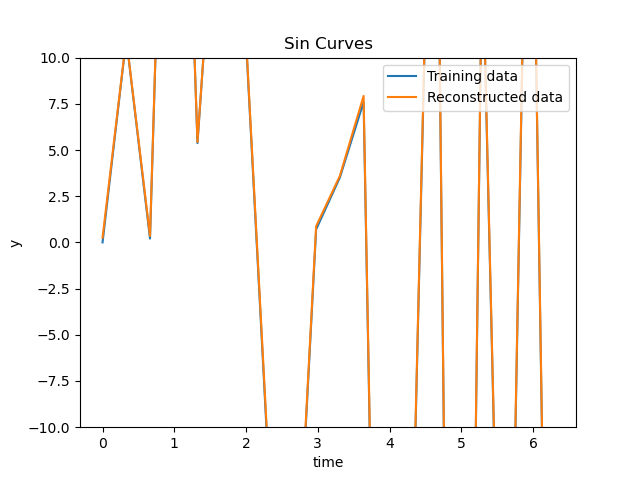 Sin Curves
Training data
Reconstructed data
10.0
7.5
5.0
2.5
0.0
−2.5
−5.0
−7.5
−10.0
y
0 1 2 3 4 5 6
time